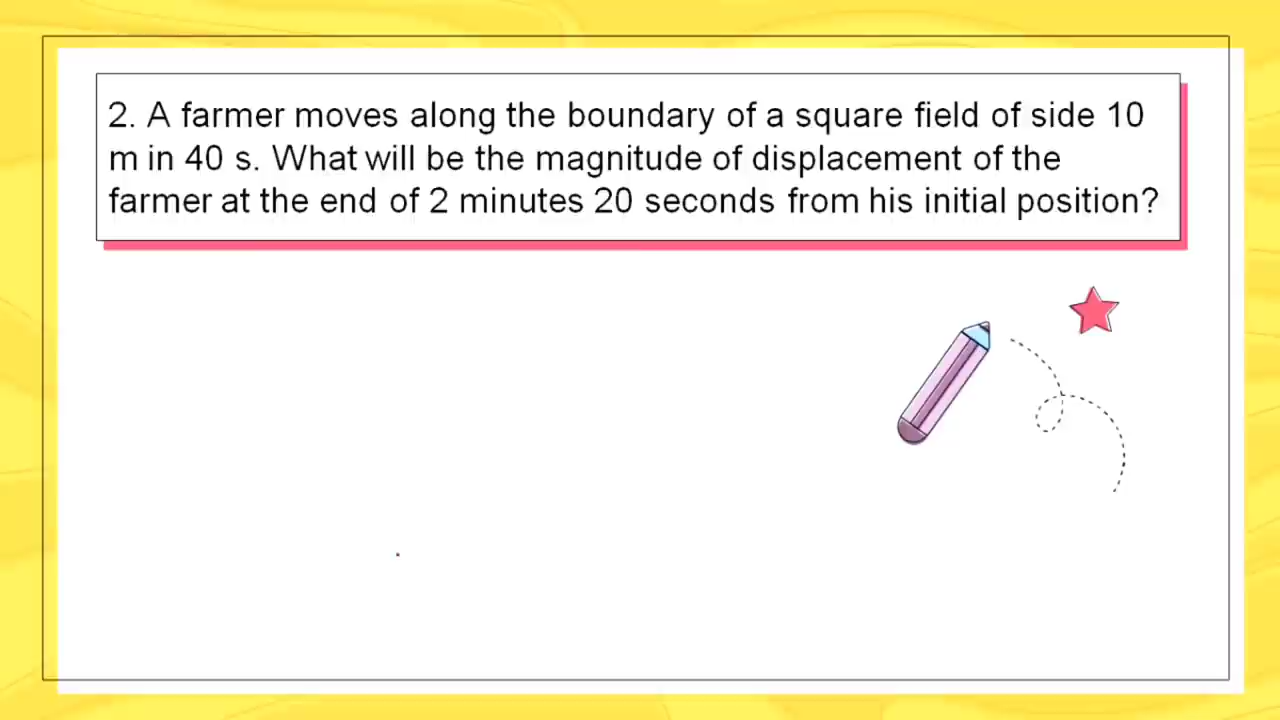 2. A farmer moves along the boundary of a square field of side 10
m in 40 s. What will be the magnitude of displacement of the
farmer at the end of 2 minutes 20 seconds from his initial position?